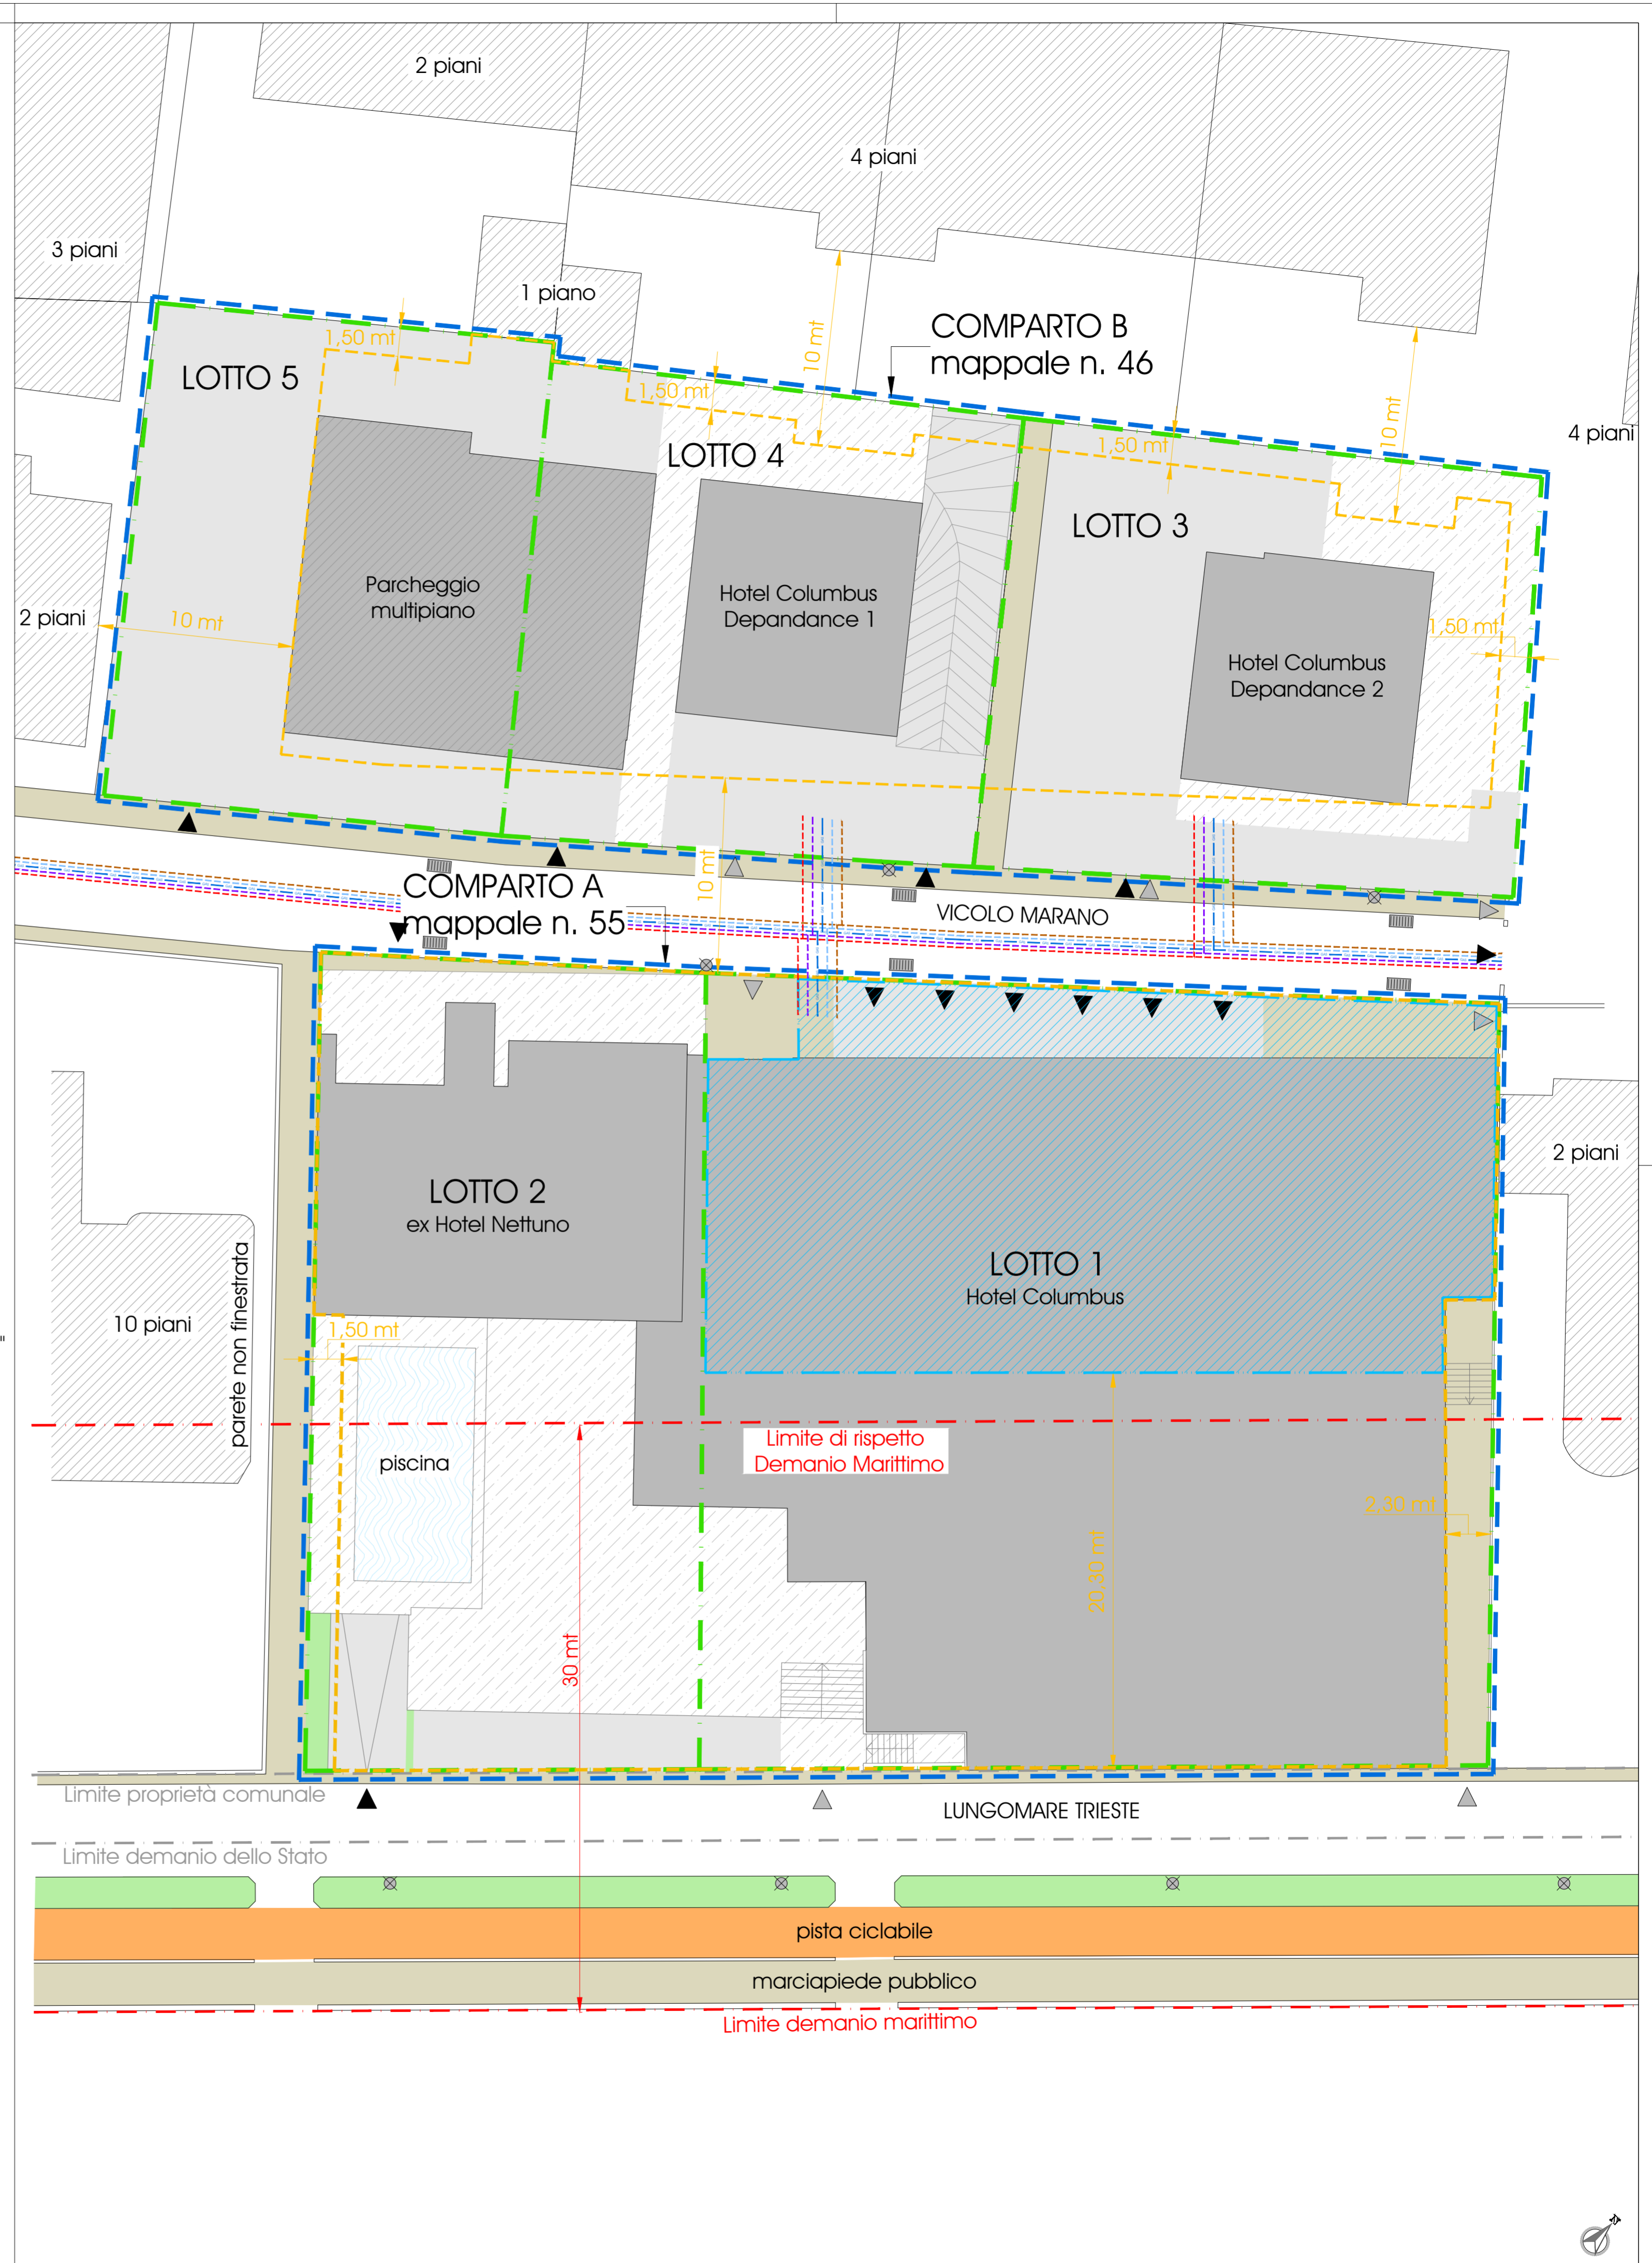 2 piani
4 piani
3 piani
1 piano
COMPARTO B
mappale n. 46
1,50 mt
10 mt
LOTTO 5
1,50 mt
10 mt
4 piani
1,50 mt
LOTTO 4
LOTTO 3
Parcheggio
multipiano
Hotel Columbus
Depandance 1
2 piani
10 mt
1,50 mt
Hotel Columbus
Depandance 2
10 mt
COMPARTO A
mappale n. 55
VICOLO MARANO
2 piani
LOTTO 2
ex Hotel Nettuno
LOTTO 1
Hotel Columbus
10 piani
parete non finestrata
1,50 mt
"
Limite di rispetto
Demanio Marittimo
piscina
2,30 mt
20,30 mt
30 mt
Limite proprietà comunale
LUNGOMARE TRIESTE
Limite demanio dello Stato
pista ciclabile
marciapiede pubblico
Limite demanio marittimo
N